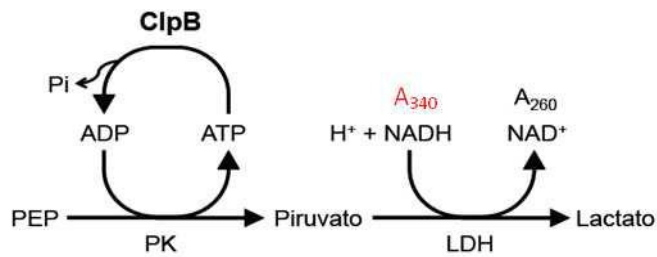 ClpB
Pi
A₃₄₀ A₂₆₀
ADP ATP H⁺ + NADH NAD⁺
PEP Piruvato Lactato
PK LDH